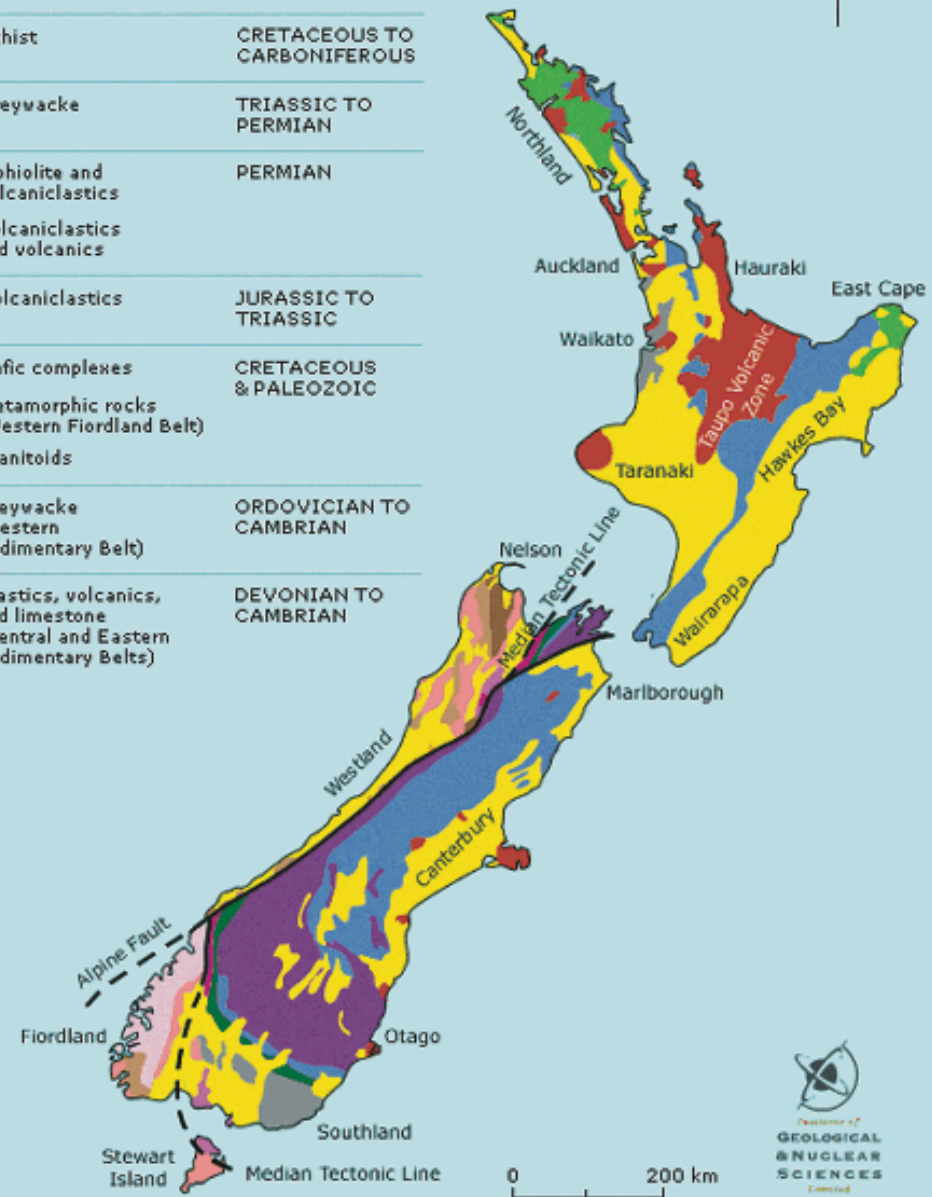 hist
CRETACEOUS TO
CARBONIFEROUS
eywacke
TRIASSIC TO
PERMIAN
phiolite and
lcaniclastics
PERMIAN
lcaniclastics
d volcanics
olcaniclastics
JURASSIC TO
TRIASSIC
afic complexes
CRETACEOUS
& PALEOZOIC
etamorphic rocks
estern Fiordland Belt)
anitoids
eywacke
estern
dimentary Belt)
ORDOVICIAN TO
CAMBRIAN
astics, volcanics,
d limestone
entral and Eastern
dimentary Belts)
DEVONIAN TO
CAMBRIAN
Northland
Auckland
Hauraki
East Cape
Waikato
Taupo Volcanic
Zone
Hawkes Bay
Taranaki
Wairarapa
Nelson
Median Tectonic Line
Marlborough
Westland
Canterbury
Alpine Fault
Fiordland
Otago
Southland
Stewart
Island
Median Tectonic Line
0 200 km
Institute of
GEOLOGICAL
& NUCLEAR
SCIENCES
Limited